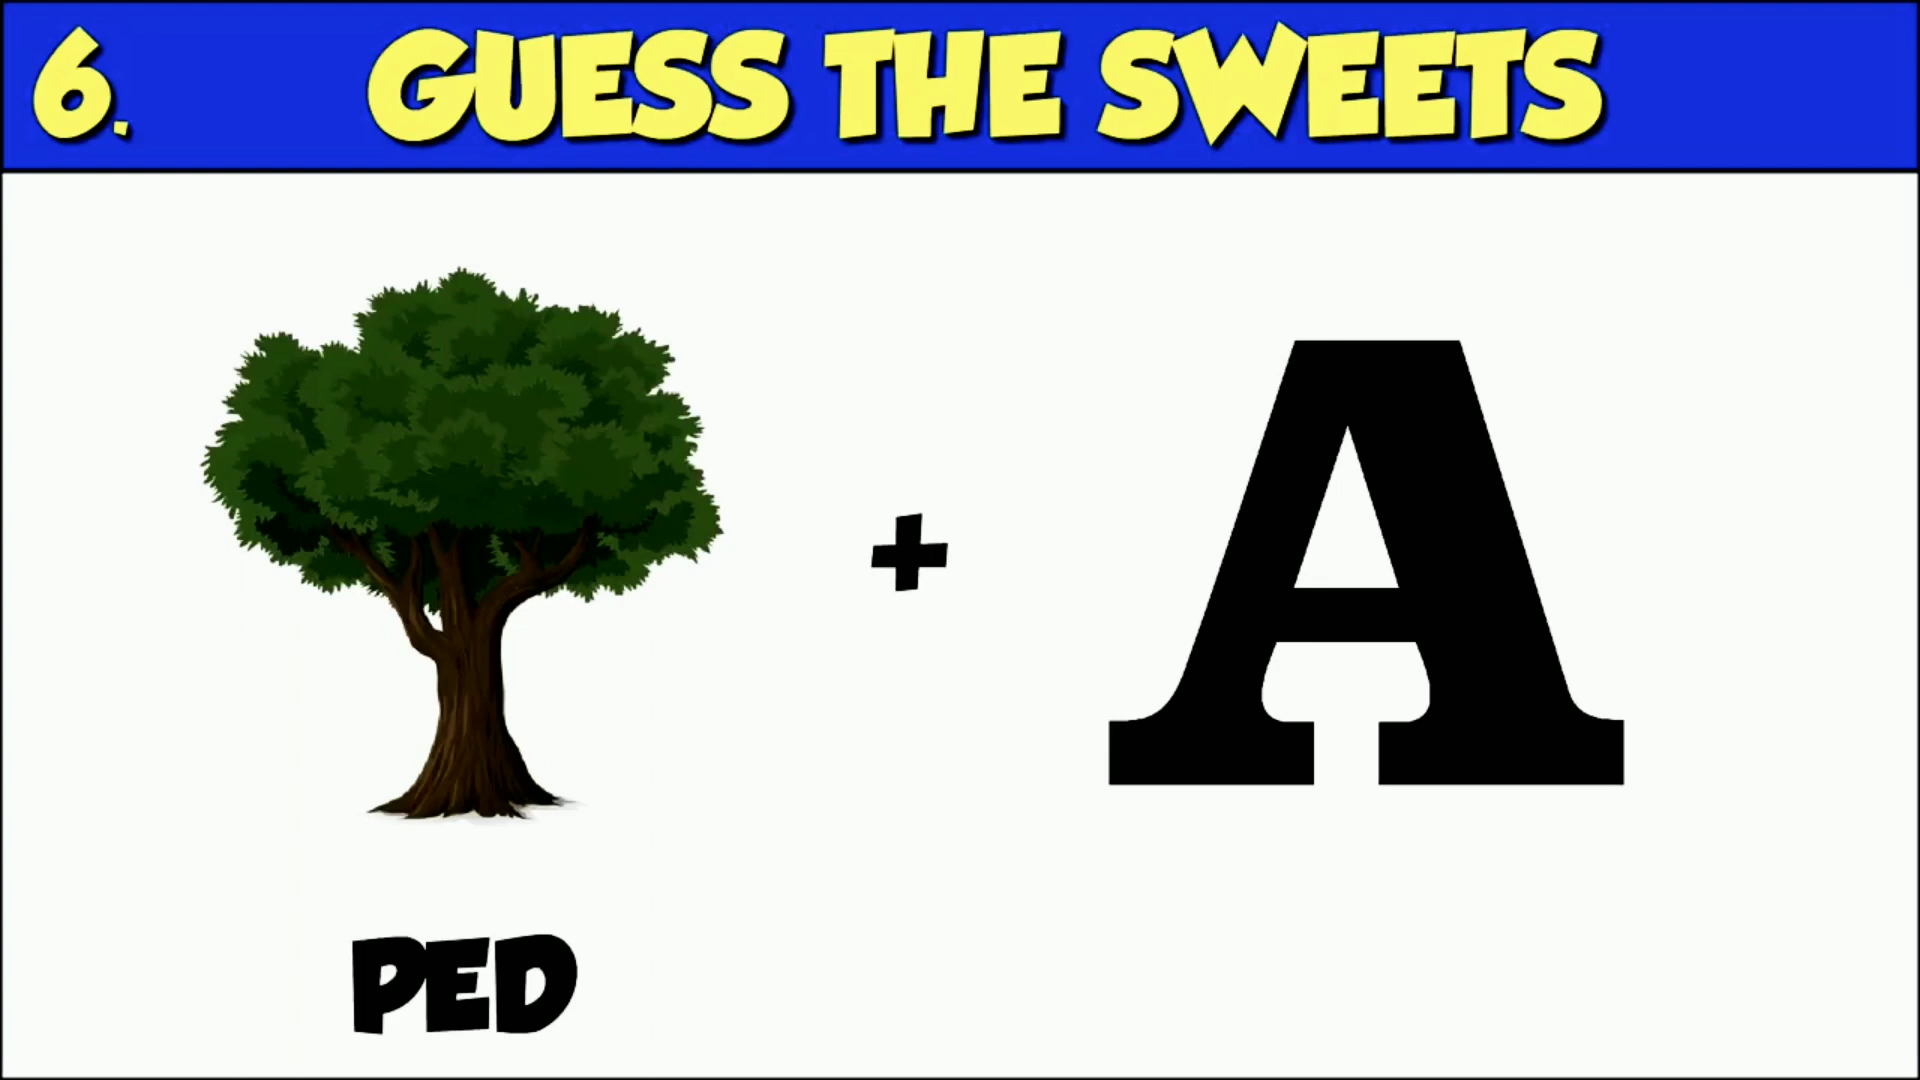 6. GUESS THE SWEETS
+ A
PED